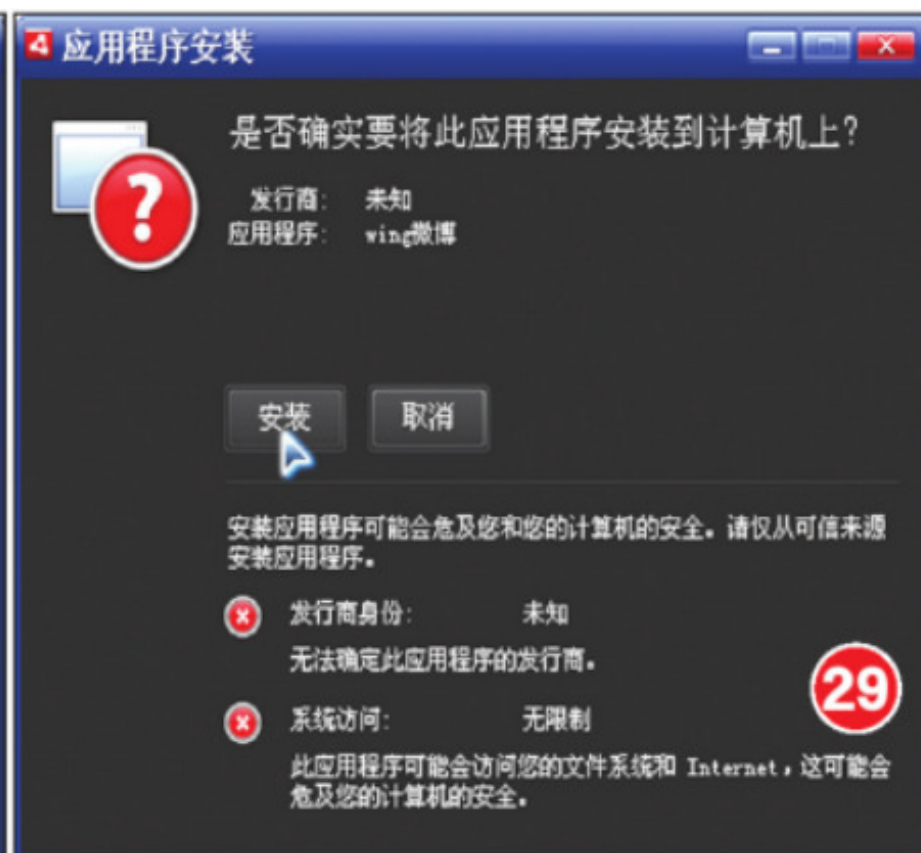 应用程序安装
是否确实要将此应用程序安装到计算机上?
发行商: 未知
应用程序: wing微博
安装 取消
安装应用程序可能会危及您和您的计算机的安全。请仅从可信来源
安装应用程序。
发行商身份: 未知
无法确定此应用程序的发行商。
29
系统访问: 无限制
此应用程序可能会访问您的文件系统和 Internet，这可能会
危及您的计算机的安全。